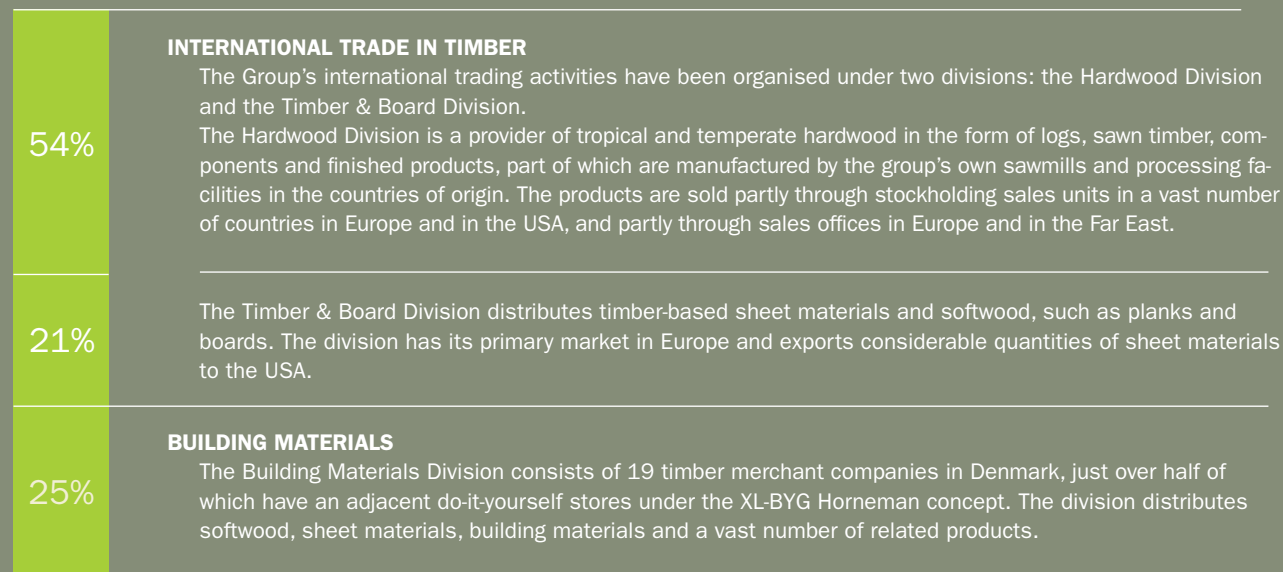 INTERNATIONAL TRADE IN TIMBER
The Group's international trading activities have been organised under two divisions: the Hardwood Division
and the Timber & Board Division.
54%
The Hardwood Division is a provider of tropical and temperate hardwood in the form of logs, sawn timber, com-
ponents and finished products, part of which are manufactured by the group's own sawmills and processing fa-
cilities in the countries of origin. The products are sold partly through stockholding sales units in a vast number
of countries in Europe and in the USA, and partly through sales offices in Europe and in the Far East.
21%
The Timber & Board Division distributes timber-based sheet materials and softwood, such as planks and
boards. The division has its primary market in Europe and exports considerable quantities of sheet materials
to the USA.
BUILDING MATERIALS
25%
The Building Materials Division consists of 19 timber merchant companies in Denmark, just over half of
which have an adjacent do-it-yourself stores under the XL-BYG Horneman concept. The division distributes
softwood, sheet materials, building materials and a vast number of related products.